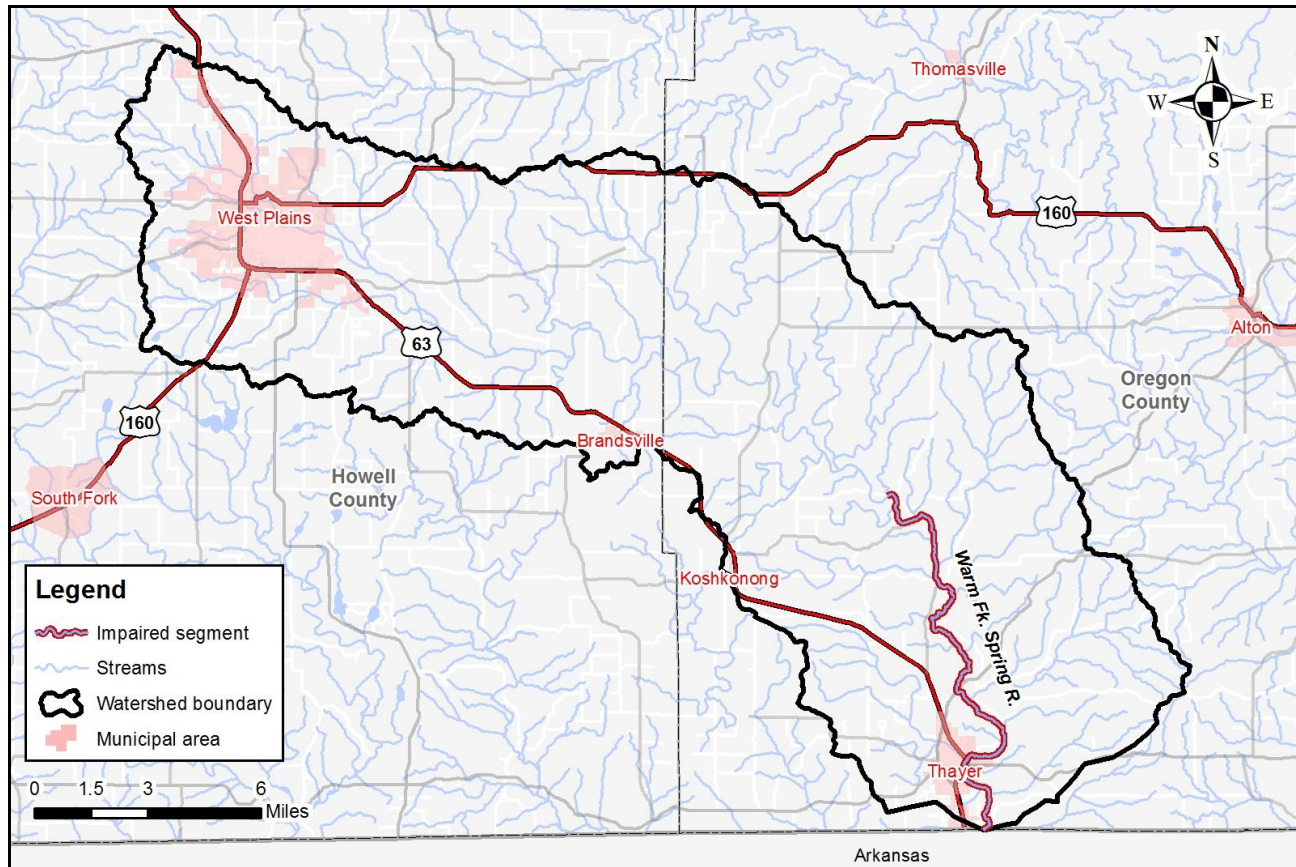 Thomasville
N
W
E
S
West Plains
160
Alton
63
Oregon
County
160
Brandsville
South Fork
Howell
County
Koshkonong
Warm Fk. Spring R.
Thayer
Legend
Impaired segment
Streams
Watershed boundary
Municipal area
0 1.5 3 6
Miles
Arkansas